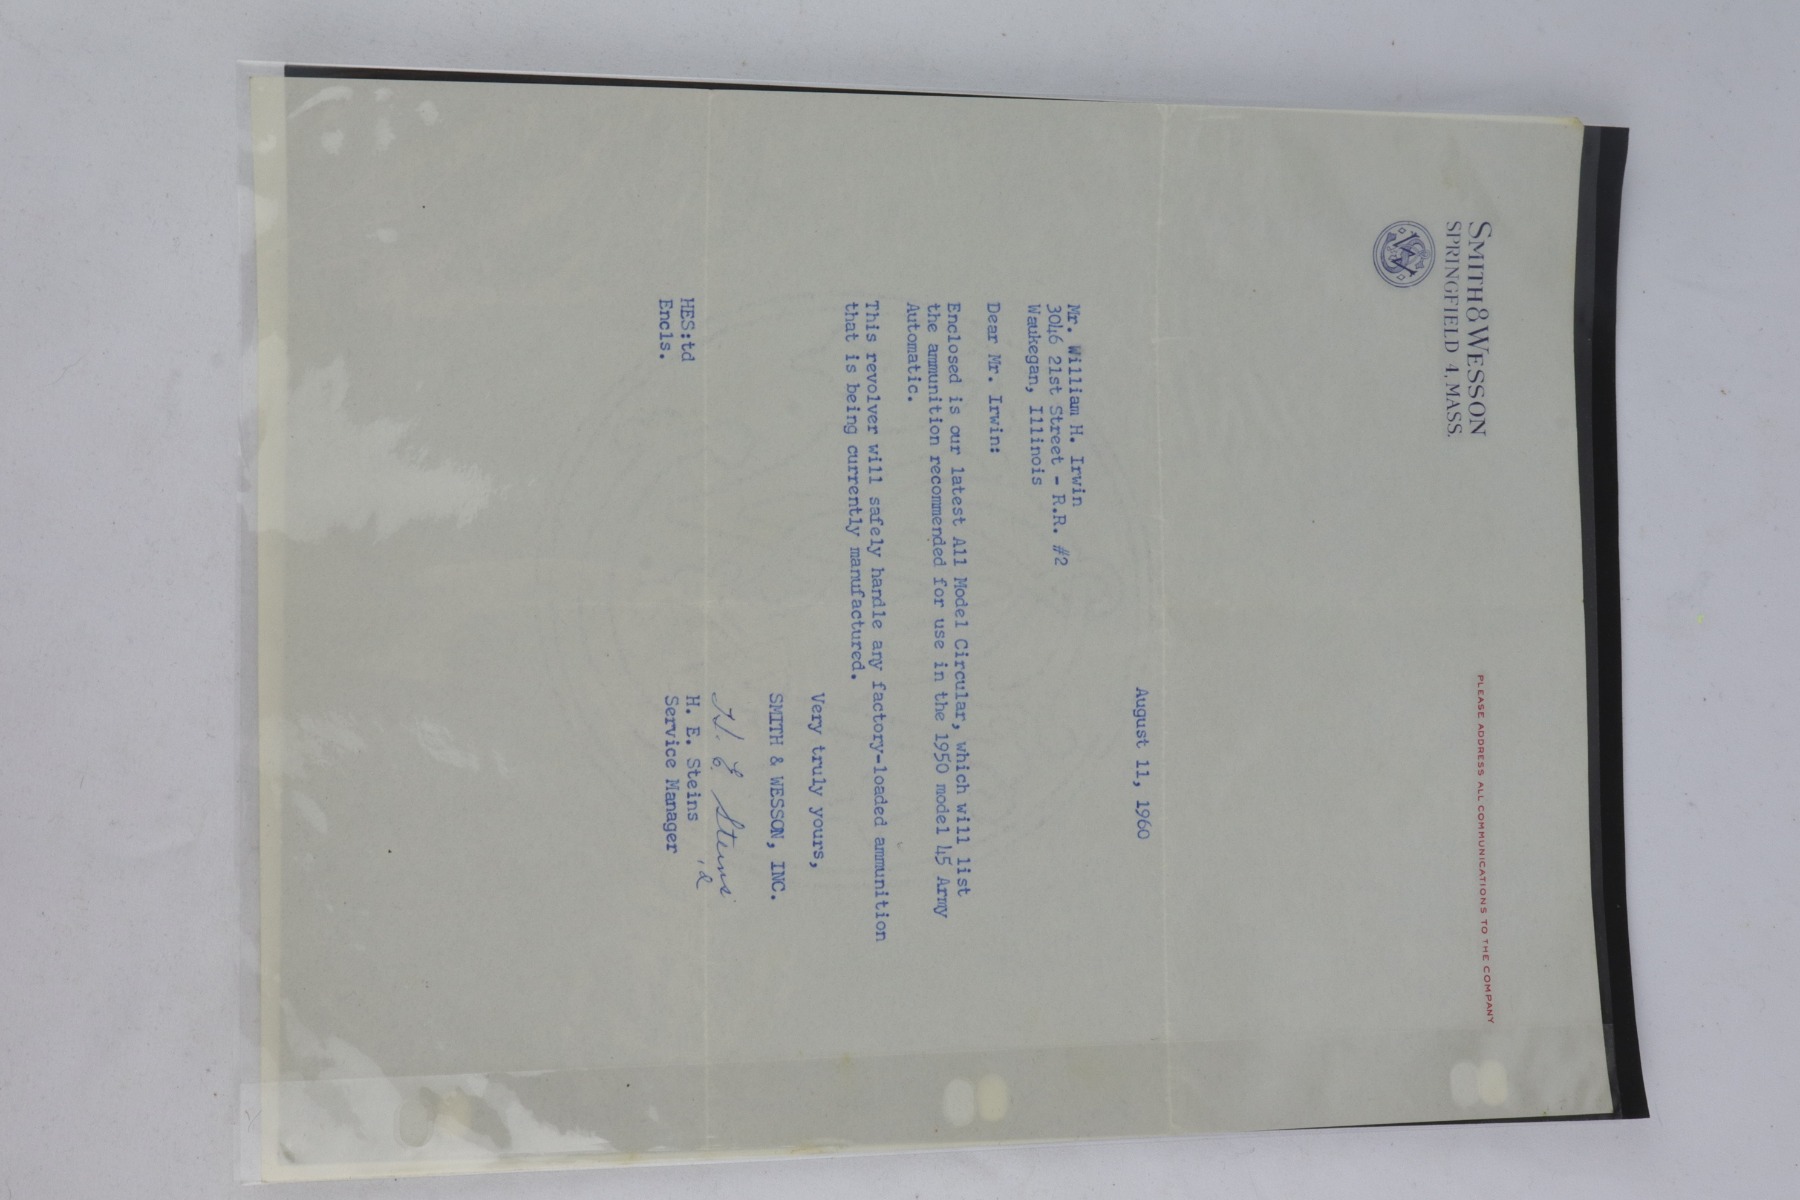 SMITH & WESSON
SPRINGFIELD 4, MASS.
PLEASE ADDRESS ALL COMMUNICATIONS TO THE COMPANY
August 11, 1960
Mr. William H. Irwin
3046 21st Street - R.R. #2
Waukegan, Illinois
Dear Mr. Irwin:
Enclosed is our latest All Model Circular, which will list
the ammunition recommended for use in the 1950 model 45 Army
Automatic.
This revolver will safely handle any factory-loaded ammunition
that is being currently manufactured.
Very truly yours,
SMITH & WESSON, INC.
H. E. Steins
H. E. Steins
Service Manager
HES:td
Encls.